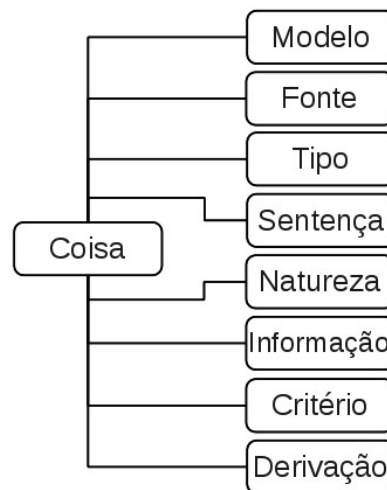 Modelo
Fonte
Tipo
Sentença
Coisa
Natureza
Informação
Critério
Derivação